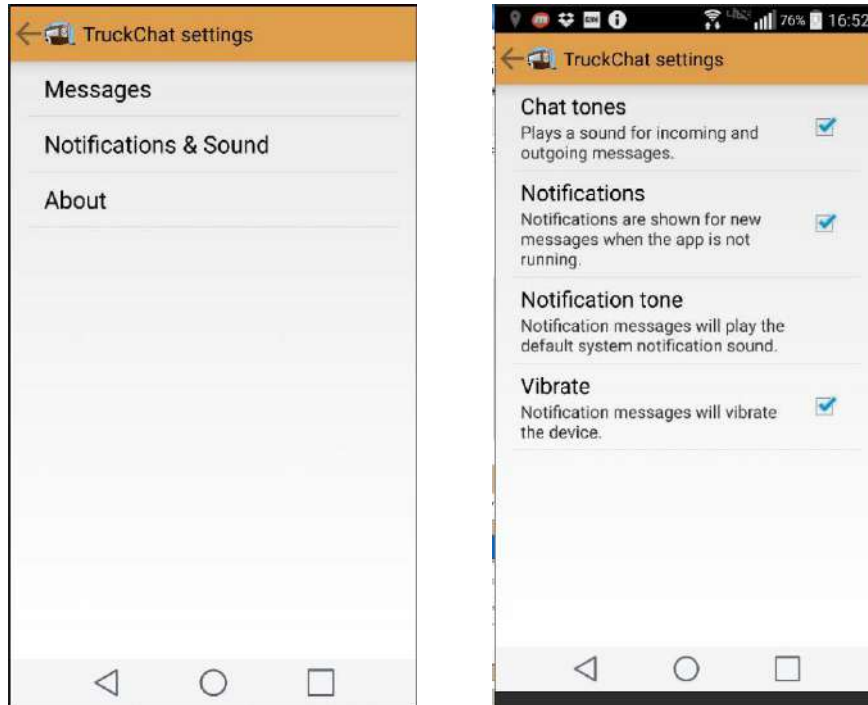 TruckChat settings
Messages
Notifications & Sound
About
76% 16:52
TruckChat settings
Chat tones
Plays a sound for incoming and
outgoing messages.
Notifications
Notifications are shown for new
messages when the app is not
running.
Notification tone
Notification messages will play the
default system notification sound.
Vibrate
Notification messages will vibrate
the device.